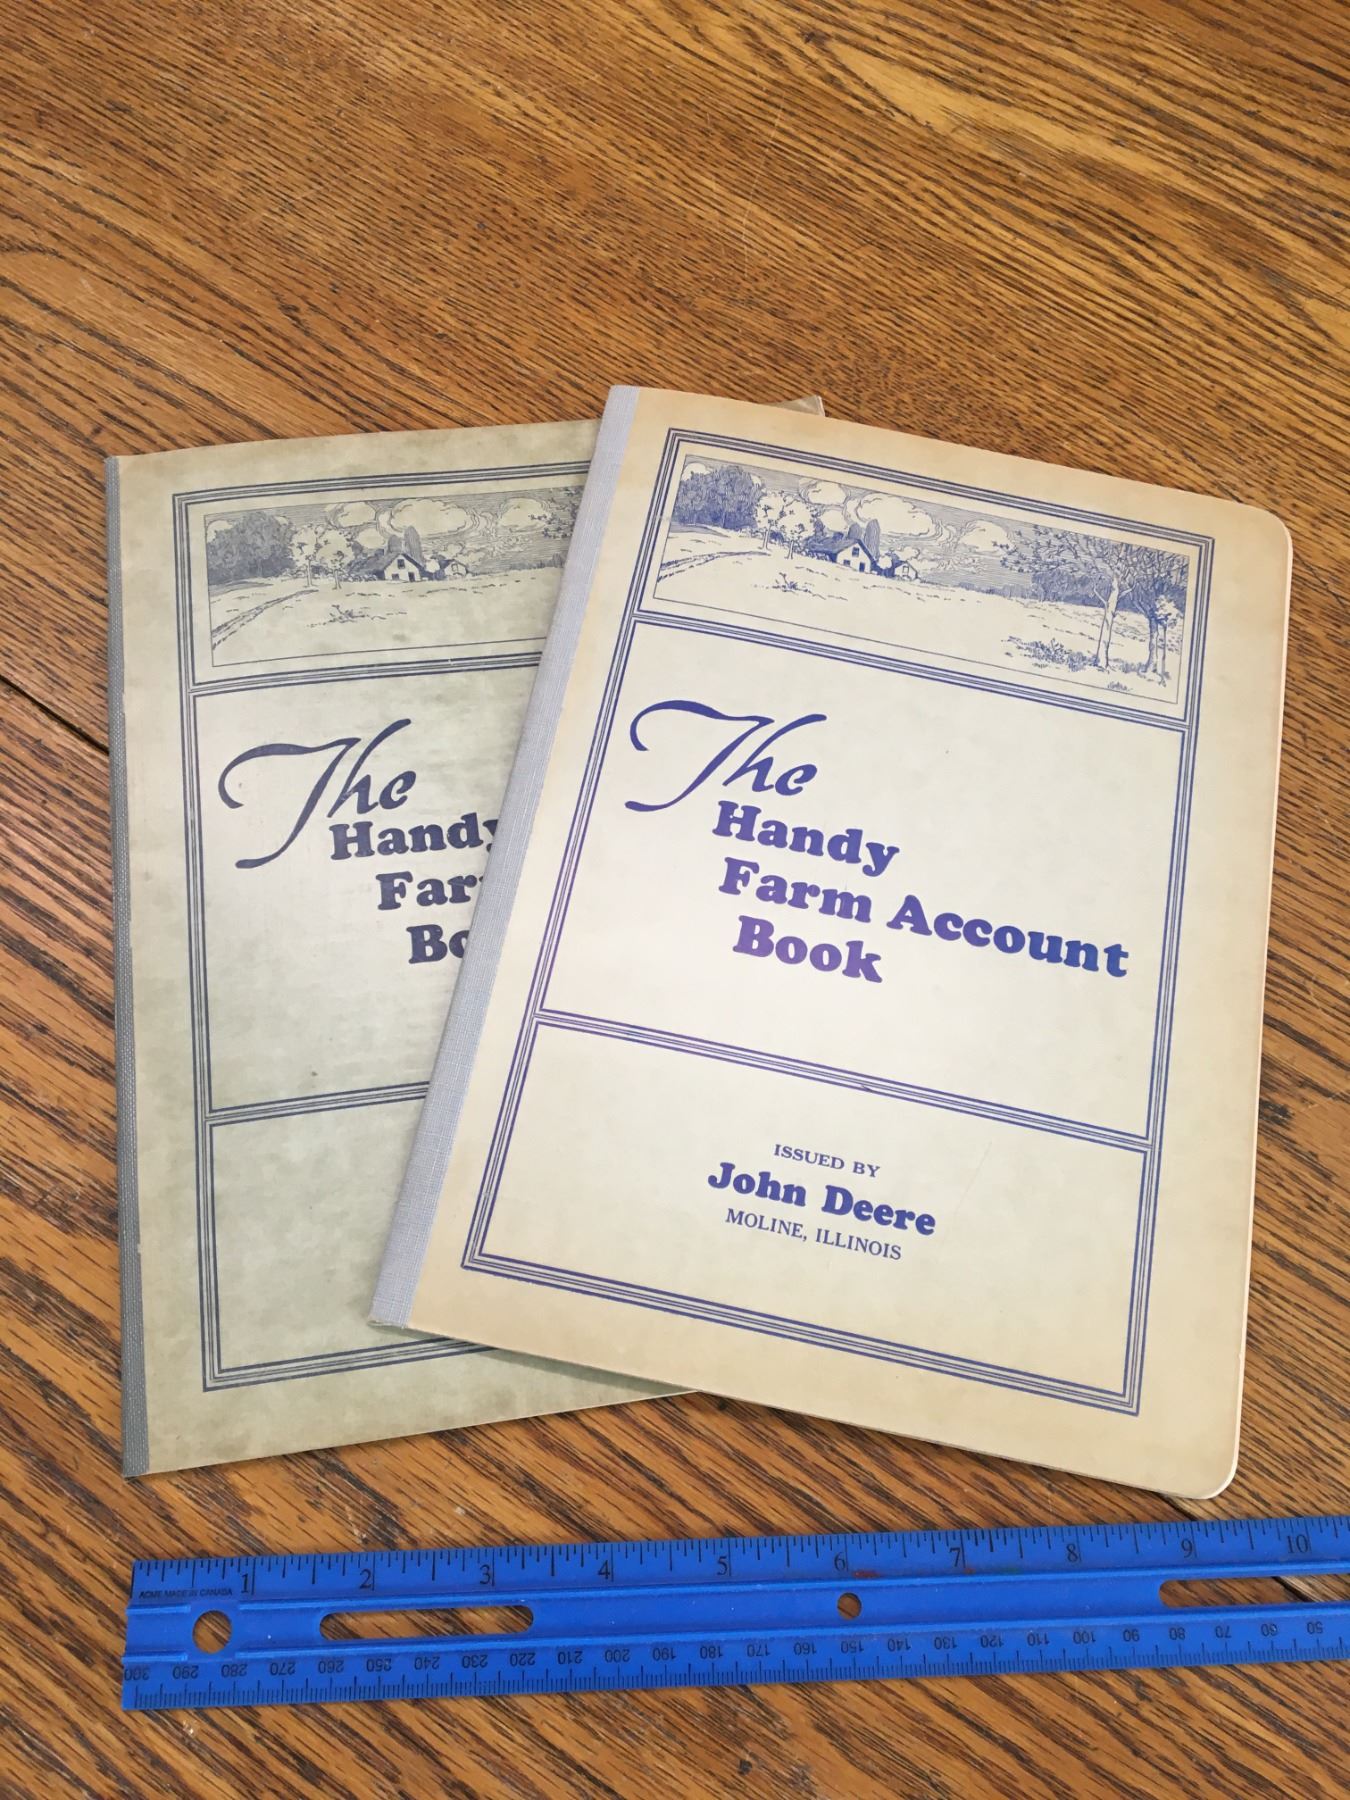 The
Handy
Far
Bo
The
Handy
Farm Account
Book
ISSUED BY
John Deere
MOLINE, ILLINOIS
1 2 3 4 5 6 7 8 9 10
ACME MADE IN CANADA
300 290 280 270 260 250 240 230 220 210 200 190 180 170 160 150 140 130 120 110 100 90 80 70 60 50